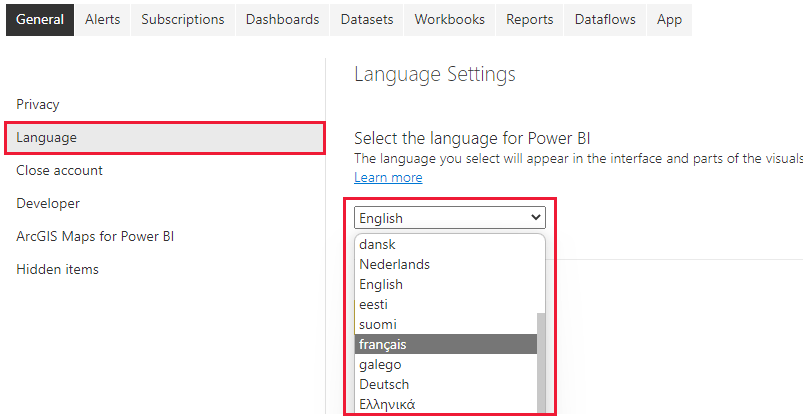 General Alerts Subscriptions Dashboards Datasets Workbooks Reports Dataflows App
Language Settings
Privacy
Language
Close account
Developer
ArcGIS Maps for Power BI
Hidden items
Select the language for Power BI
The language you select will appear in the interface and parts of the visuals
Learn more
English
dansk
Nederlands
English
eesti
suomi
français
galego
Deutsch
Ελληνικά